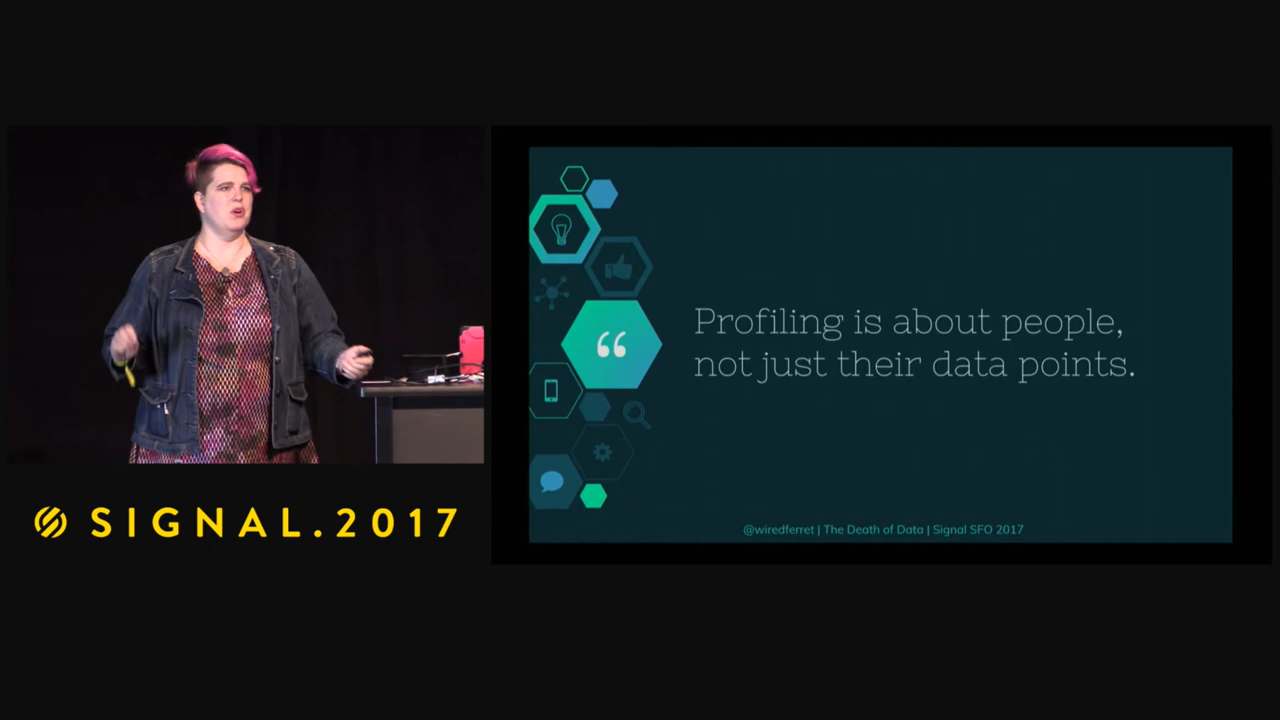 Profiling is about people,
not just their data points.
SIGNAL.2017
@wiredferret | The Death of Data | Signal SFO 2017